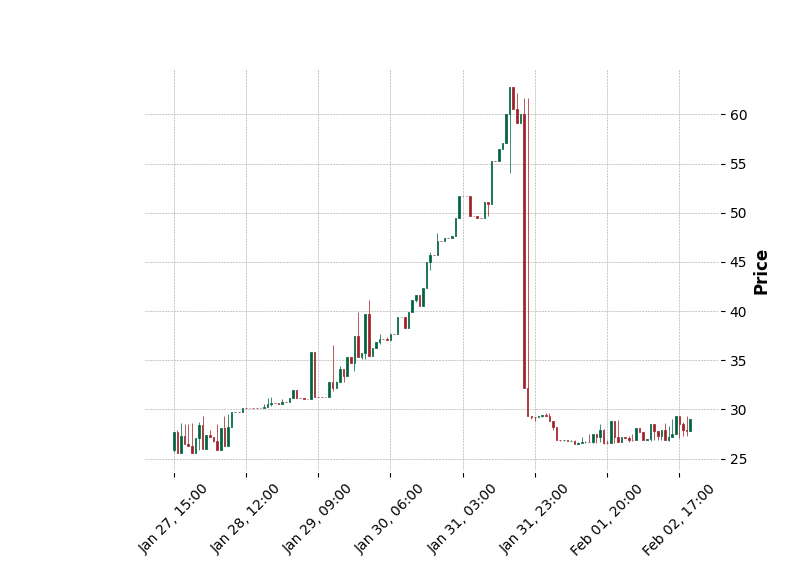 60
55
50
45
40
35
30
25
Price
Jan 27, 15:00
Jan 28, 12:00
Jan 29, 09:00
Jan 30, 06:00
Jan 31, 03:00
Jan 31, 23:00
Feb 01, 20:00
Feb 02, 17:00